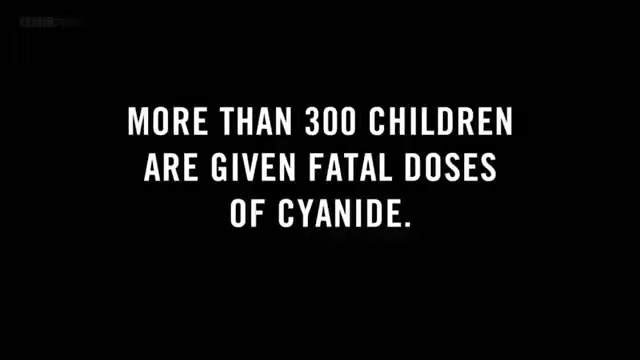 MORE THAN 300 CHILDREN
ARE GIVEN FATAL DOSES
OF CYANIDE.